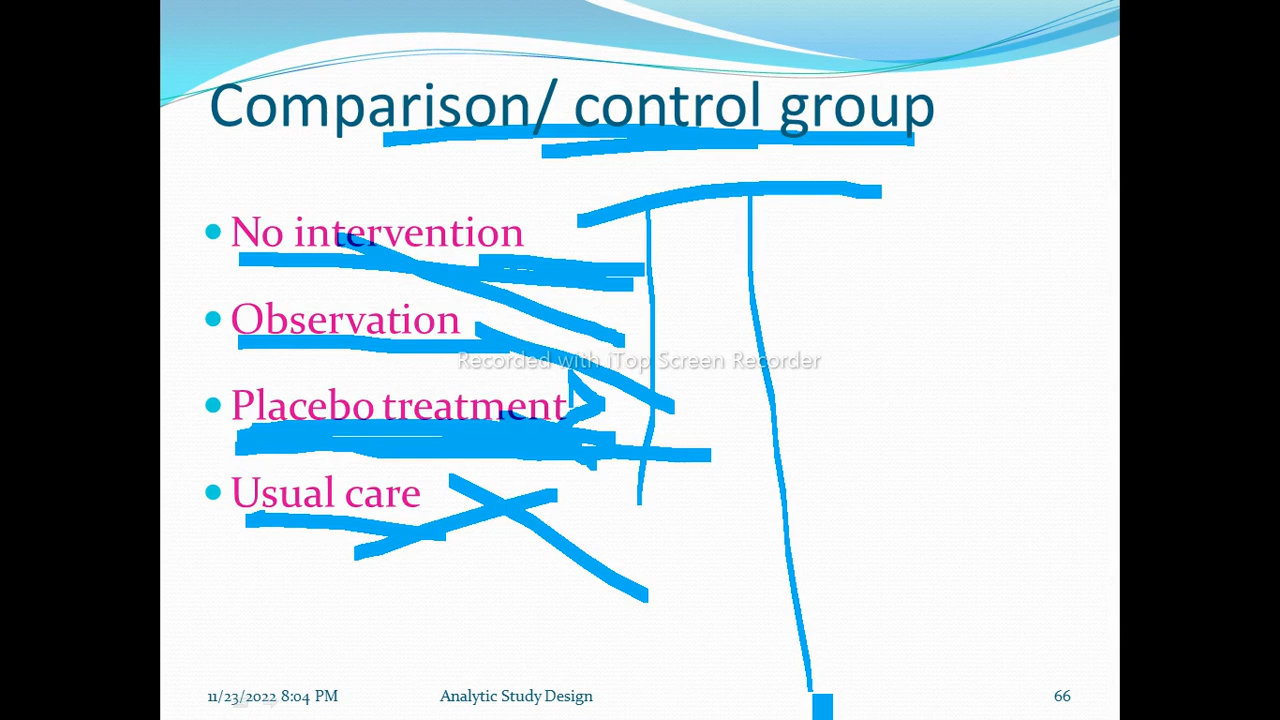 Comparison/ control group
No intervention
Observation
Recorded with iTop Screen Recorder
Placebo treatment
Usual care
11/23/2022 8:04 PM
Analytic Study Design
66